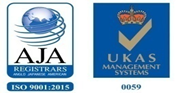 AJA
REGISTRARS
ANGLO JAPANESE AMERICAN
ISO 9001:2015
UKAS
MANAGEMENT
SYSTEMS
0059